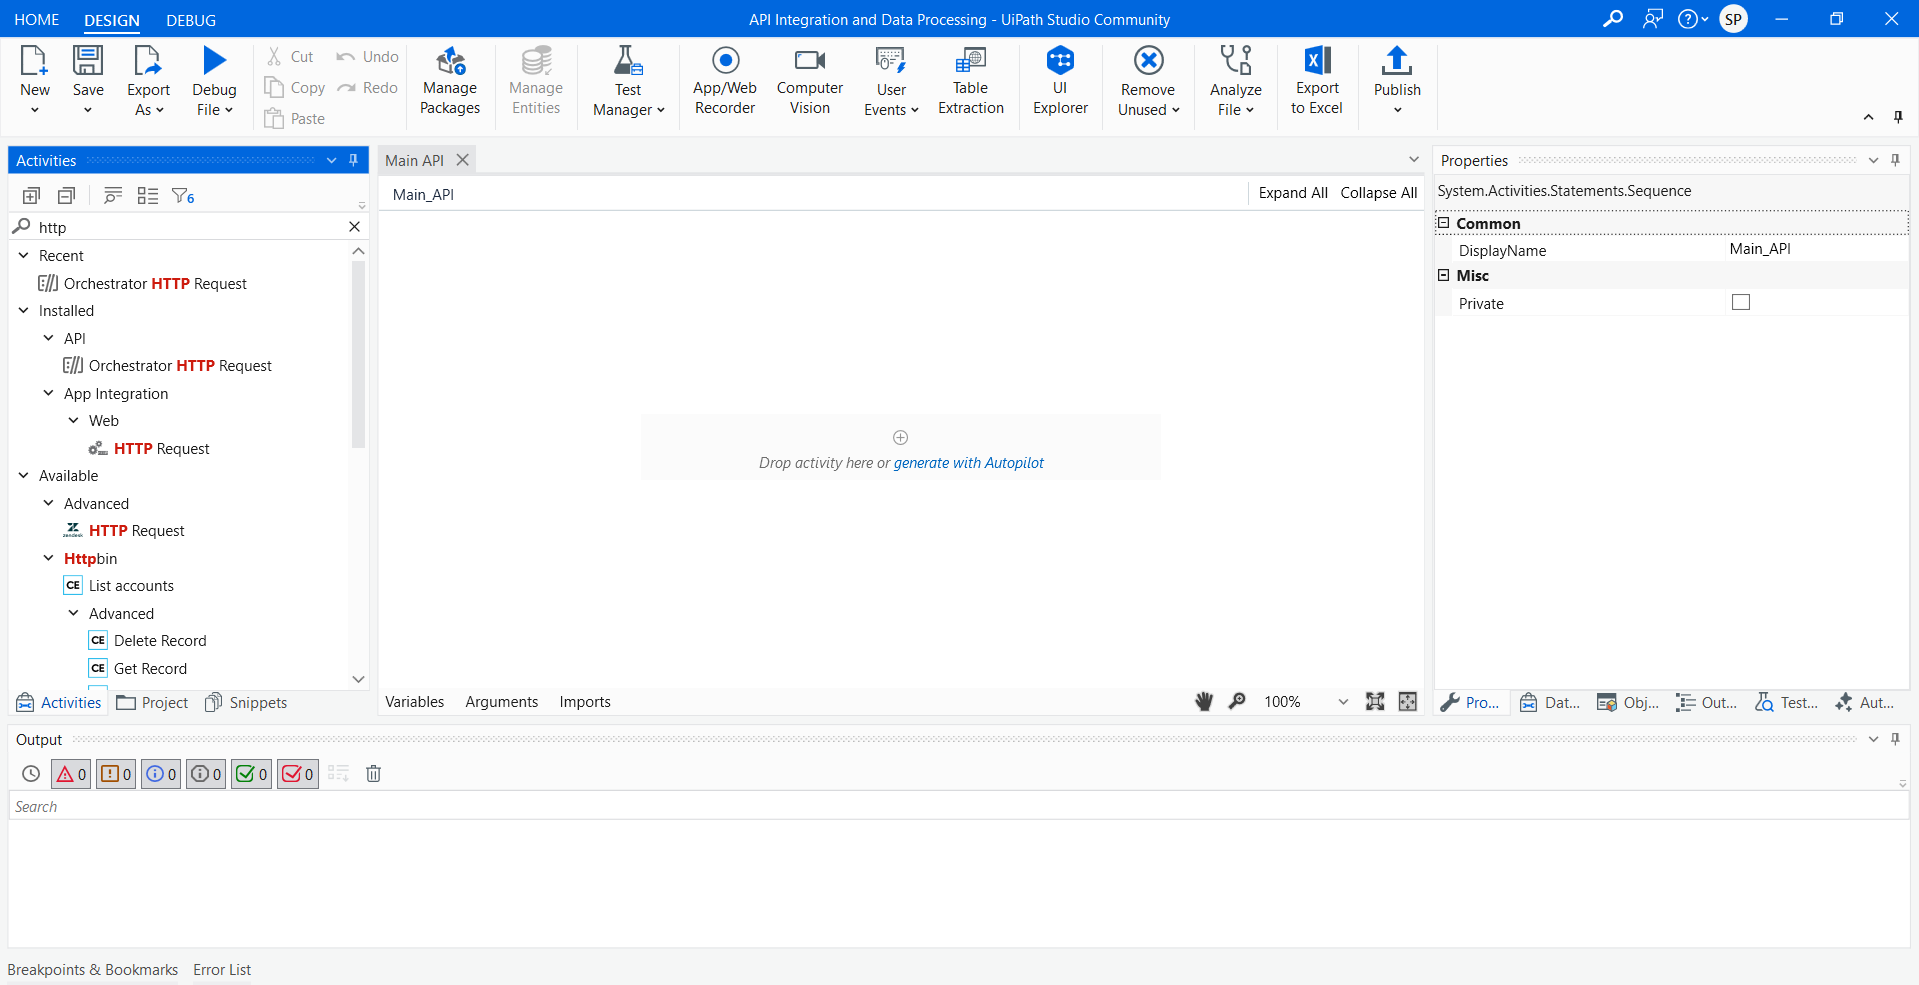 HOME DESIGN DEBUG API Integration and Data Processing - UiPath Studio Community SP
New Save Export As Debug File
Cut Undo
Copy Redo
Paste
Manage Packages
Manage Entities
Test Manager
App/Web Recorder
Computer Vision
User Events
Table Extraction
UI Explorer
Remove Unused
Analyze File
Export to Excel
Publish
Activities
6
http
Recent
Orchestrator HTTP Request
Installed
API
Orchestrator HTTP Request
App Integration
Web
HTTP Request
Available
Advanced
zendesk HTTP Request
Httpbin
CE List accounts
Advanced
CE Delete Record
CE Get Record
Activities Project Snippets
Main API
Main_API Expand All Collapse All
Drop activity here or generate with Autopilot
Variables Arguments Imports 100%
Properties
System.Activities.Statements.Sequence
Common
DisplayName Main_API
Misc
Private
Pro... Dat... Obj... Out... Test... Aut...
Output
0 0 0 0 0 0
Search
Breakpoints & Bookmarks Error List